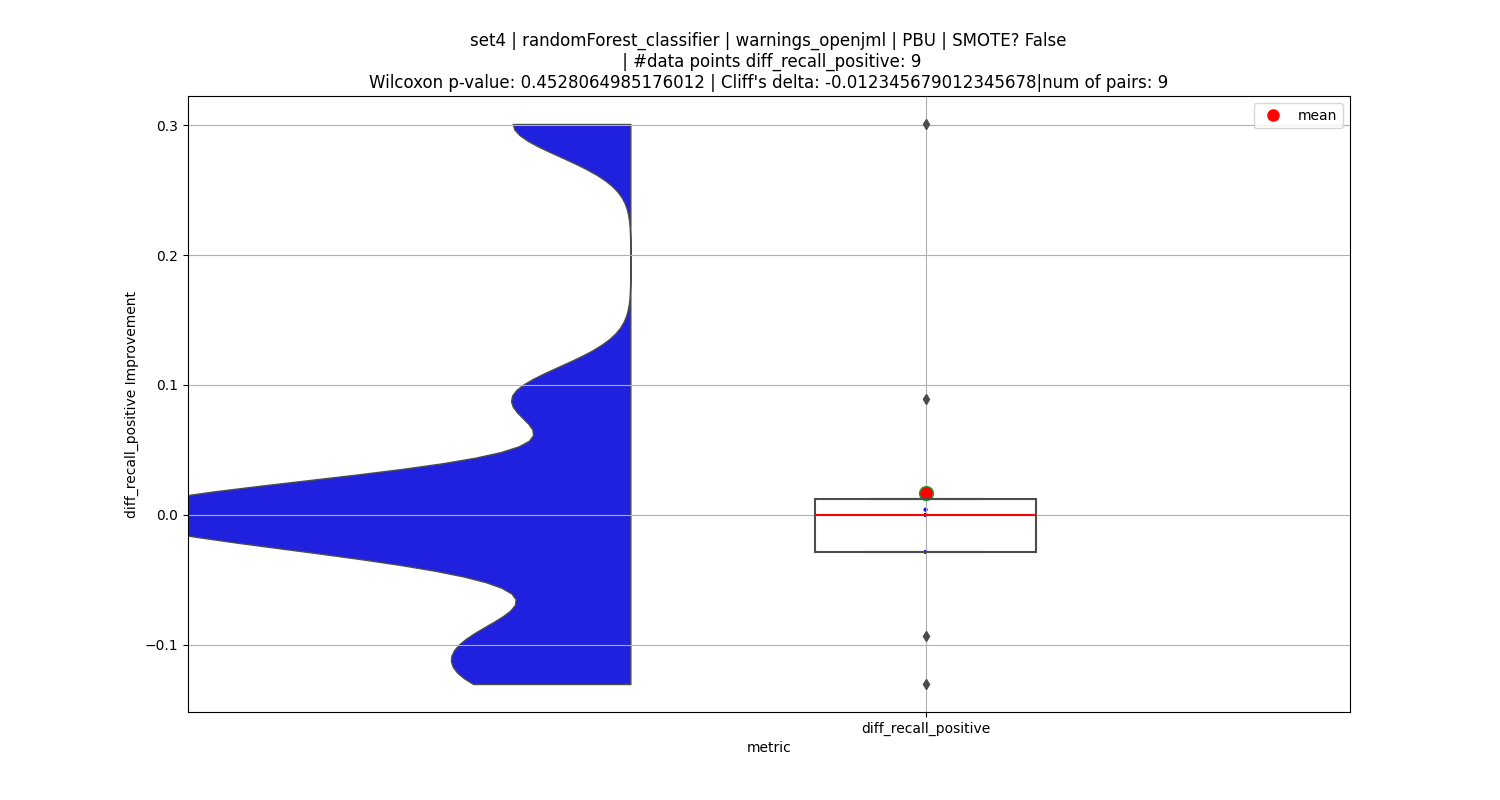 set4 | randomForest_classifier | warnings_openjml | PBU | SMOTE? False
| #data points diff_recall_positive: 9
Wilcoxon p-value: 0.4528064985176012 | Cliff's delta: -0.012345679012345678|num of pairs: 9
mean
0.3
0.2
0.1
0.0
−0.1
diff_recall_positive Improvement
diff_recall_positive
metric